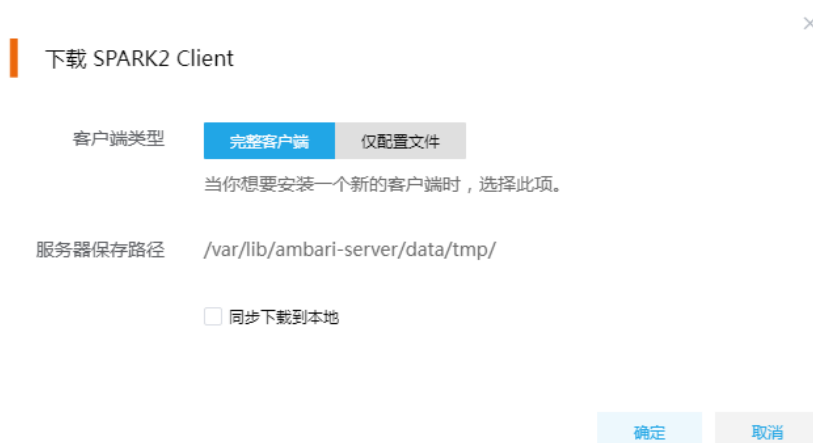 下载 SPARK2 Client
客户端类型 完整客户端 仅配置文件
当你想要安装一个新的客户端时，选择此项。
服务器保存路径 /var/lib/ambari-server/data/tmp/
同步下载到本地
确定 取消